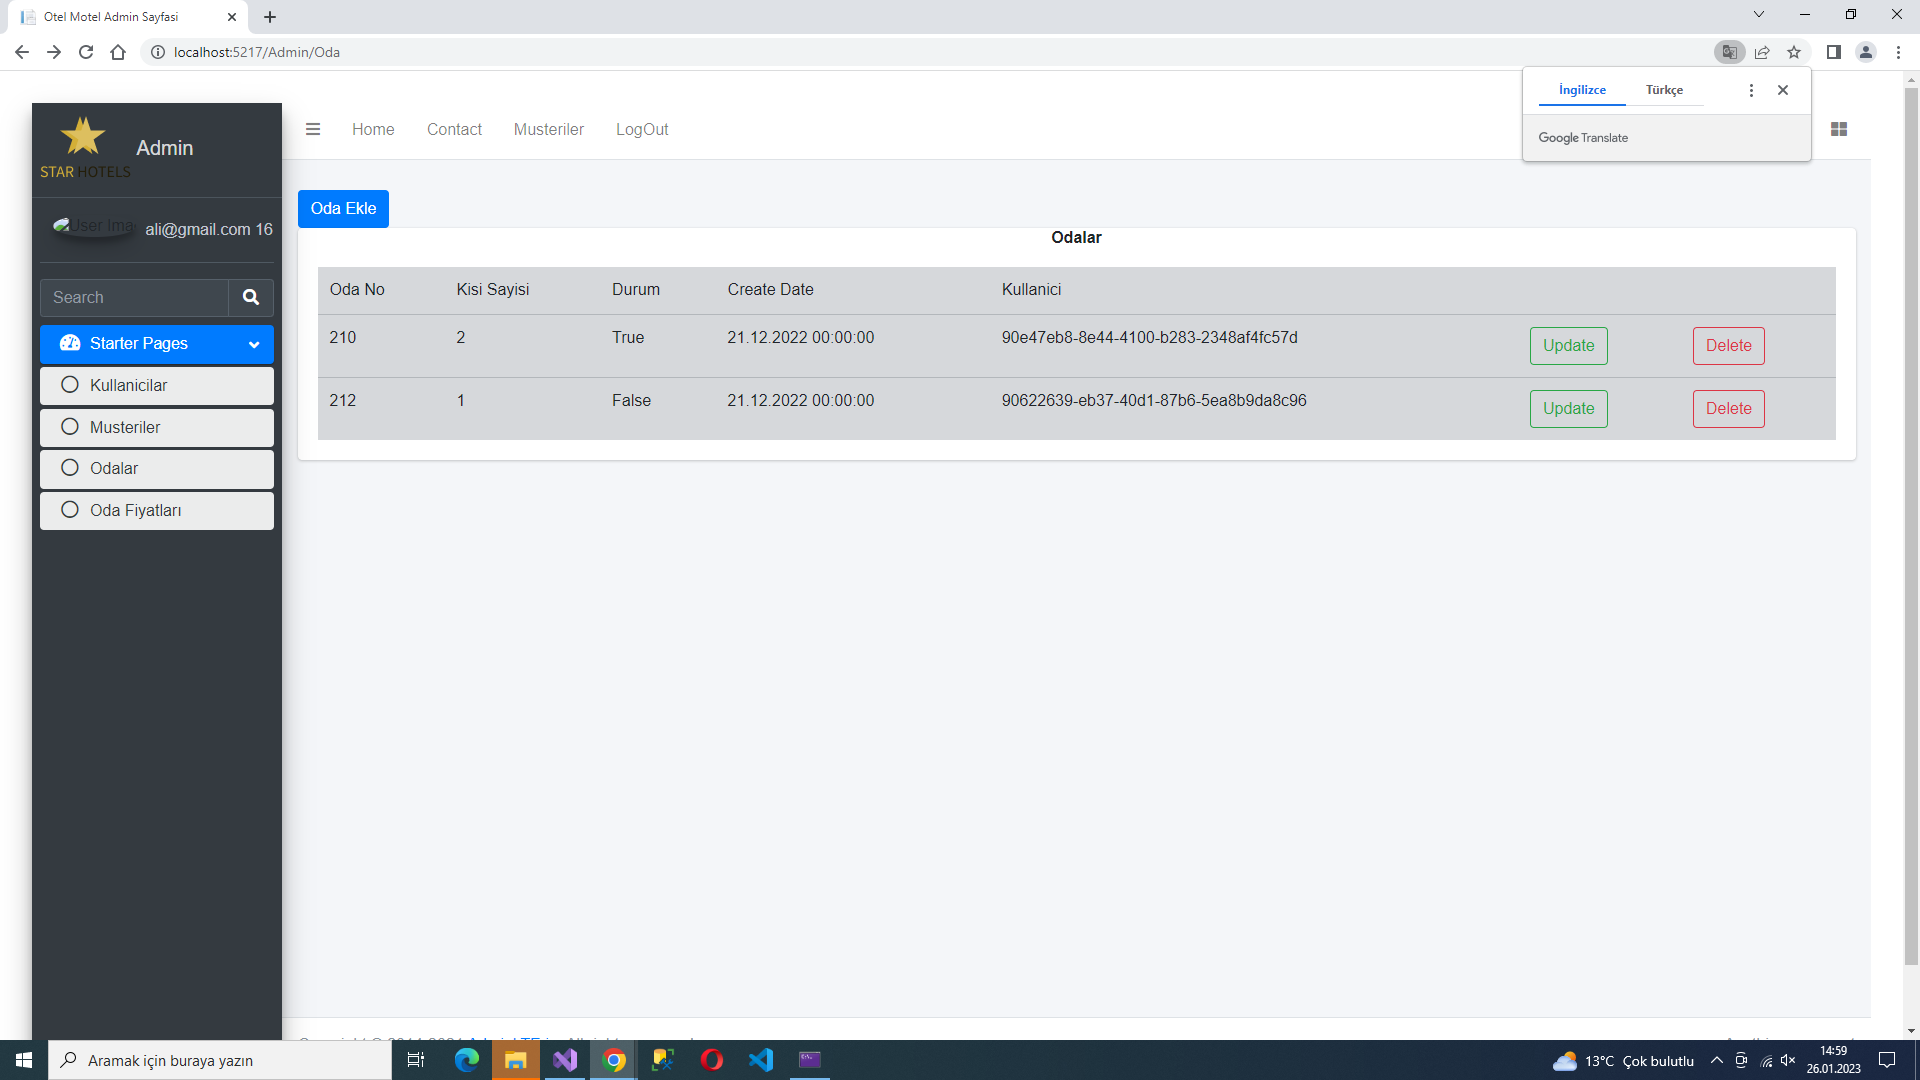 Otel Motel Admin Sayfasi
localhost:5217/Admin/Oda
İngilizce Türkçe
Google Translate
STAR HOTELS
Admin
Home Contact Musteriler LogOut
User Ima
ali@gmail.com 16
Search
Starter Pages
Kullanicilar
Musteriler
Odalar
Oda Fiyatları
Oda Ekle
Odalar
Oda No Kisi Sayisi Durum Create Date Kullanici
210 2 True 21.12.2022 00:00:00 90e47eb8-8e44-4100-b283-2348af4fc57d Update Delete
212 1 False 21.12.2022 00:00:00 90622639-eb37-40d1-87b6-5ea8b9da8c96 Update Delete
Aramak için buraya yazın
13°C Çok bulutlu
14:59
26.01.2023